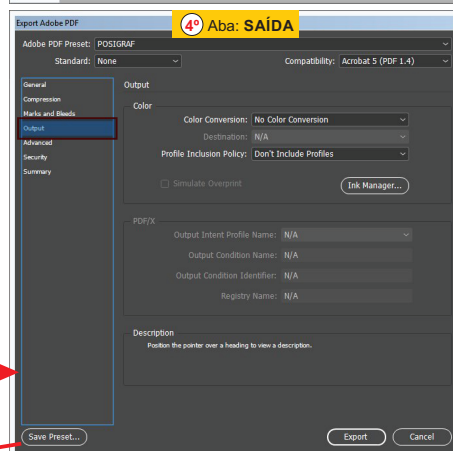 Export Adobe PDF
4º Aba: SAÍDA
Adobe PDF Preset: POSIGRAF
Standard: None
Compatibility: Acrobat 5 (PDF 1.4)
General
Compression
Marks and Bleeds
Output
Advanced
Security
Summary
Output
Color
Color Conversion: No Color Conversion
Destination: N/A
Profile Inclusion Policy: Don't Include Profiles
Simulate Overprint
Ink Manager...
PDF/X
Output Intent Profile Name: N/A
Output Condition Name: N/A
Output Condition Identifier: N/A
Registry Name: N/A
Description
Position the pointer over a heading to view a description.
Save Preset...
Export
Cancel